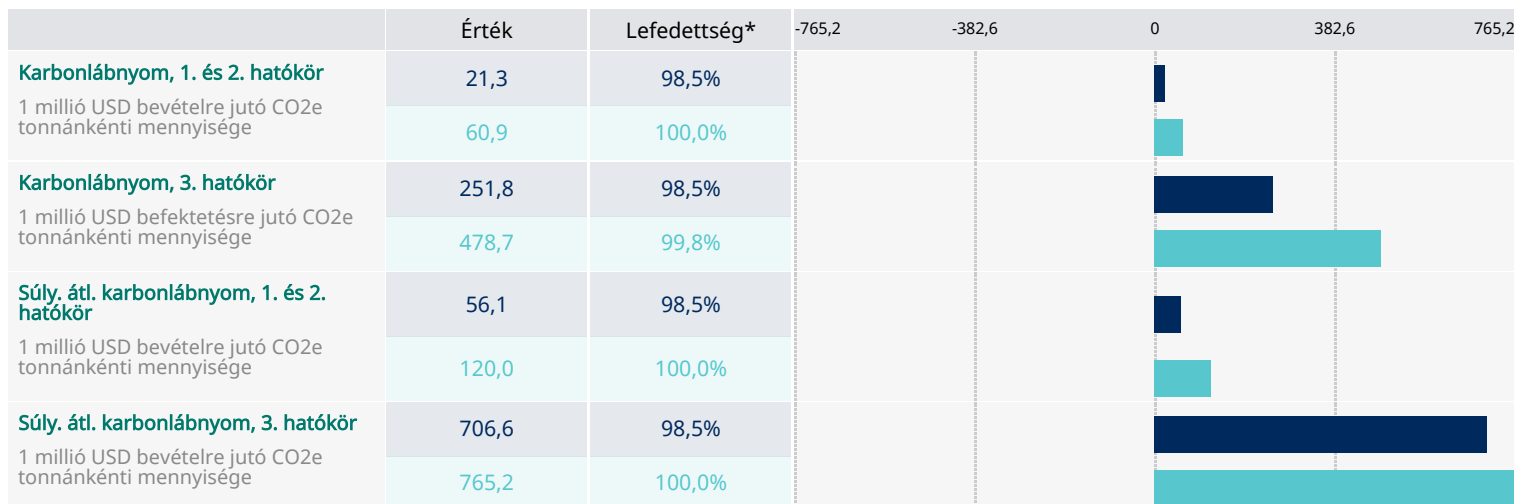 Érték Lefedettség* -765,2 -382,6 0 382,6 765,2
Karbonlábnyom, 1. és 2. hatókör
1 millió USD bevételre jutó CO2e
tonnánkénti mennyisége
21,3 98,5%
60,9 100,0%
Karbonlábnyom, 3. hatókör
1 millió USD befektetésre jutó CO2e
tonnánkénti mennyisége
251,8 98,5%
478,7 99,8%
Súly. átl. karbonlábnyom, 1. és 2.
hatókör
1 millió USD bevételre jutó CO2e
tonnánkénti mennyisége
56,1 98,5%
120,0 100,0%
Súly. átl. karbonlábnyom, 3. hatókör
1 millió USD bevételre jutó CO2e
tonnánkénti mennyisége
706,6 98,5%
765,2 100,0%